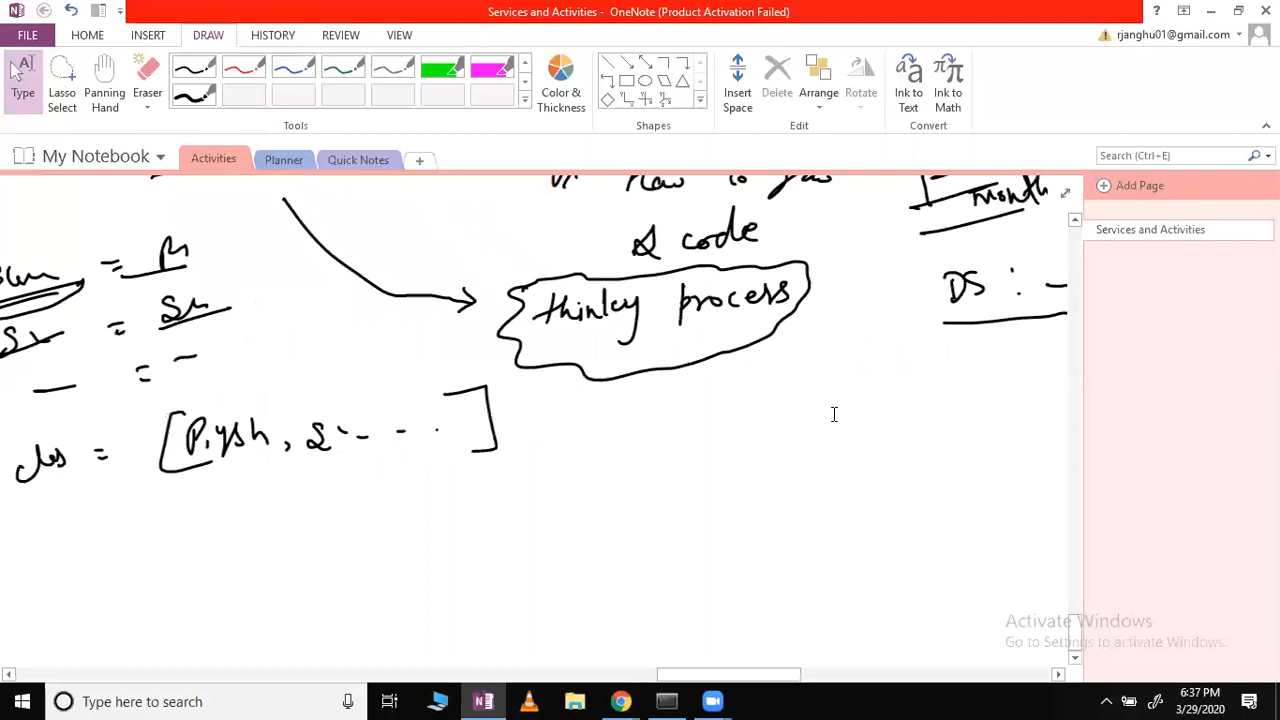 Services and Activities - OneNote (Product Activation Failed)
FILE HOME INSERT DRAW HISTORY REVIEW VIEW
rjanghu01@gmail.com
Type
Lasso Select
Panning Hand
Eraser
Color & Thickness
Insert Space
Delete
Arrange
Rotate
Ink to Text
Ink to Math
Tools Shapes Edit Convert
My Notebook Activities Planner Quick Notes
Search (Ctrl+E)
Add Page
Services and Activities
month
& code
thinky process
DS : -
[Piysh,
Activate Windows
Go to Settings to activate Windows.
Type here to search
6:37 PM
3/29/2020